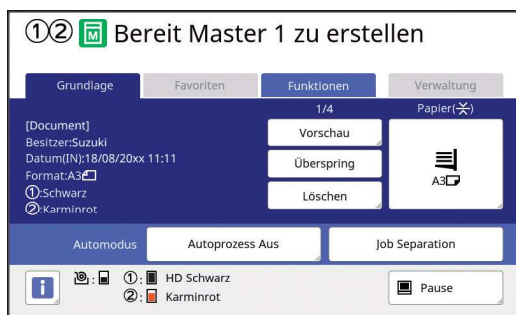 ①② M Bereit Master 1 zu erstellen
Grundlage Favoriten Funktionen Verwaltung
1/4 Papier(
[Document]
Besitzer:Suzuki
Datum(IN):18/08/20xx 11:11
Format:A3
①:Schwarz
②:Karminrot
Vorschau
Überspring
Löschen
A3
Automodus Autoprozess Aus Job Separation
i : ①: HD Schwarz
②: Karminrot
Pause